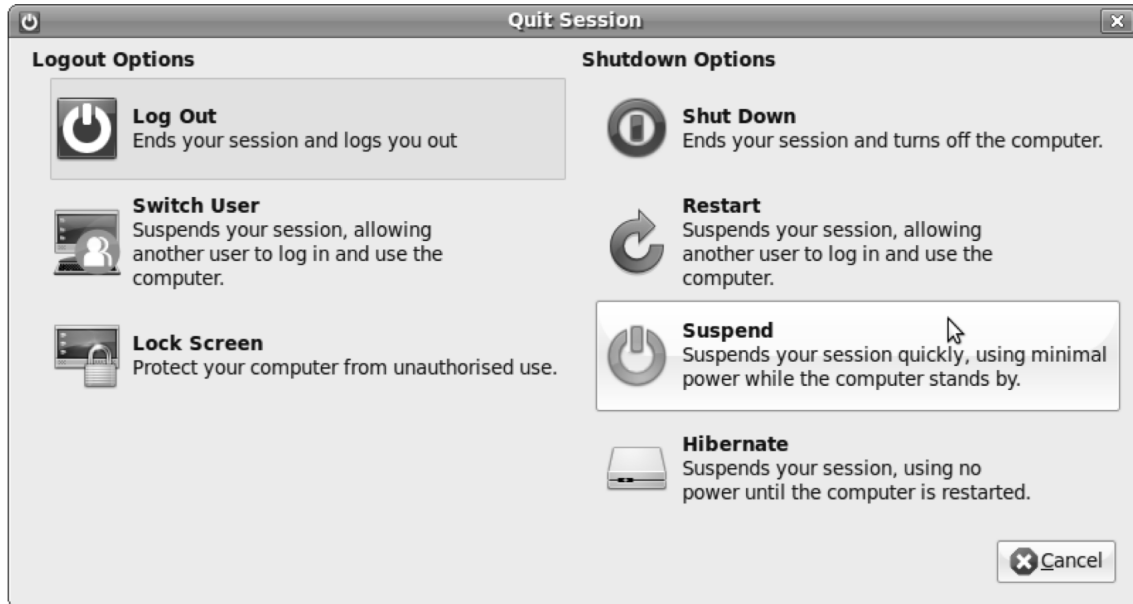 Quit Session
Logout Options
Log Out
Ends your session and logs you out
Switch User
Suspends your session, allowing
another user to log in and use the
computer.
Lock Screen
Protect your computer from unauthorised use.
Shutdown Options
Shut Down
Ends your session and turns off the computer.
Restart
Suspends your session, allowing
another user to log in and use the
computer.
Suspend
Suspends your session quickly, using minimal
power while the computer stands by.
Hibernate
Suspends your session, using no
power until the computer is restarted.
Cancel